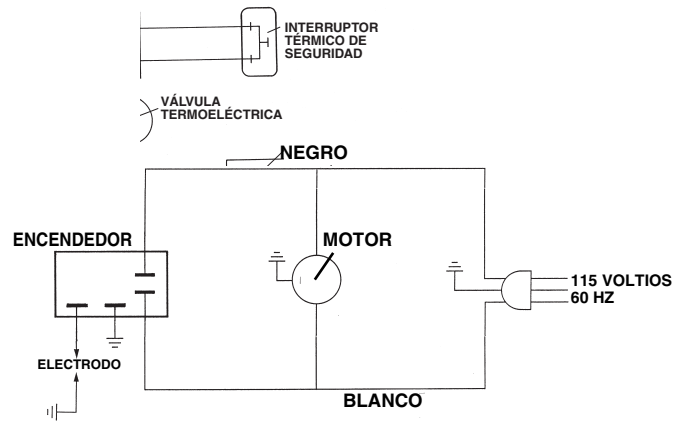 INTERRUPTOR
TÉRMICO DE
SEGURIDAD
VÁLVULA
TERMOELÉCTRICA
NEGRO
ENCENDEDOR
MOTOR
115 VOLTIOS
60 HZ
ELECTRODO
BLANCO